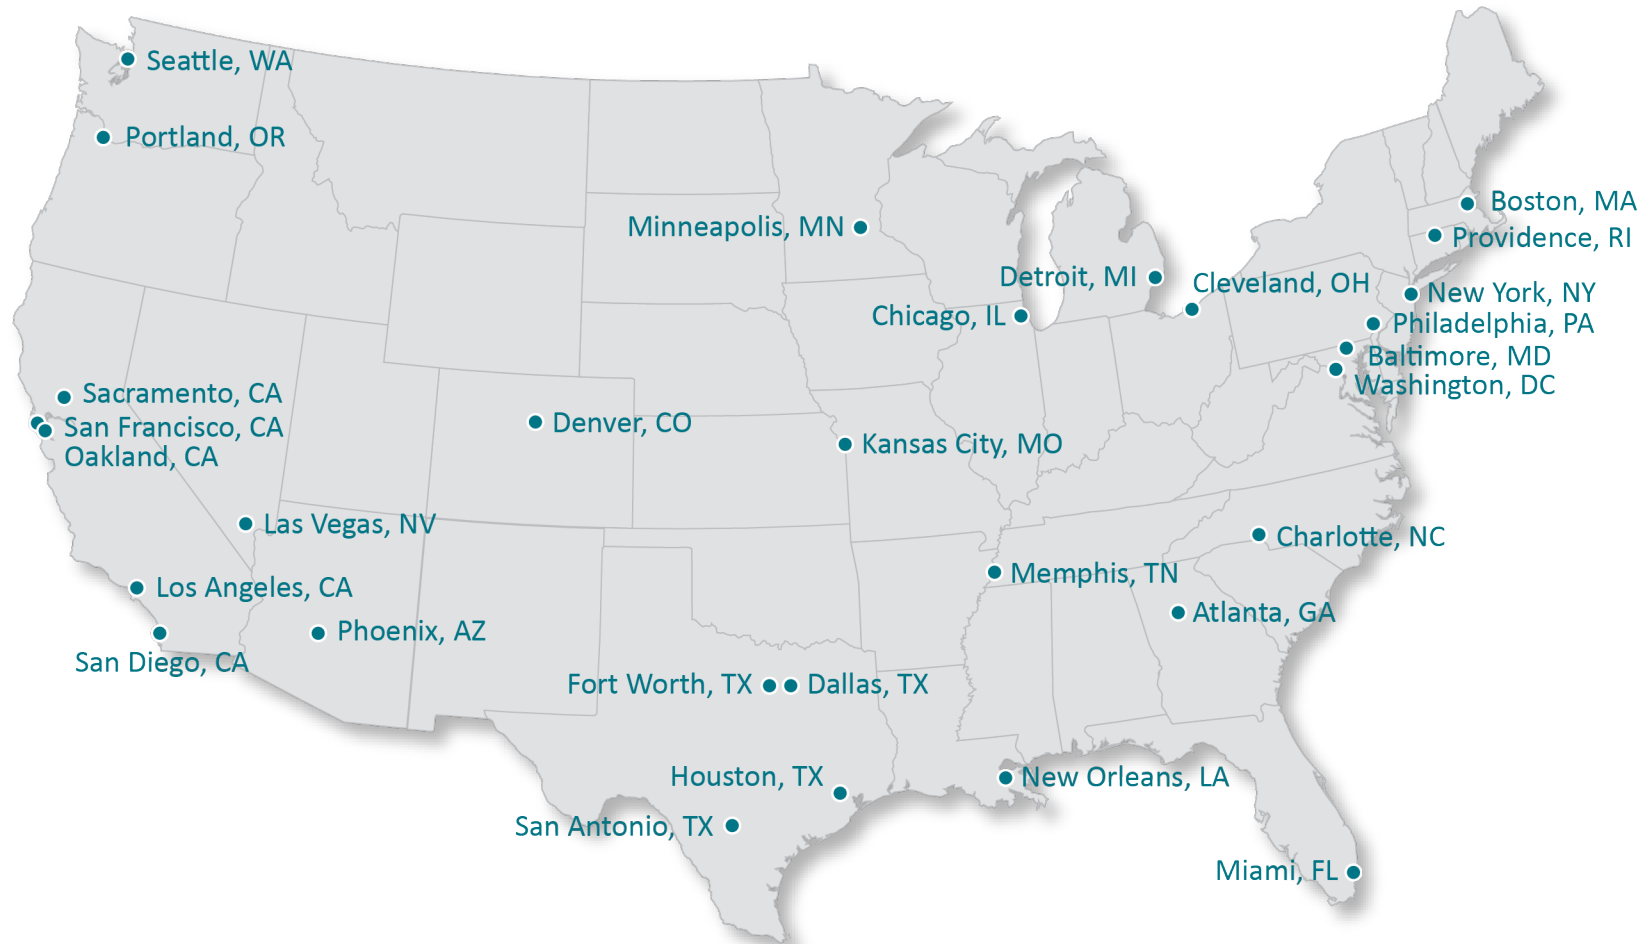 Seattle, WA
Portland, OR
Boston, MA
Minneapolis, MN
Providence, RI
Detroit, MI
Cleveland, OH
New York, NY
Chicago, IL
Philadelphia, PA
Baltimore, MD
Washington, DC
Sacramento, CA
San Francisco, CA
Denver, CO
Kansas City, MO
Oakland, CA
Las Vegas, NV
Charlotte, NC
Memphis, TN
Los Angeles, CA
Atlanta, GA
Phoenix, AZ
San Diego, CA
Fort Worth, TX
Dallas, TX
Houston, TX
New Orleans, LA
San Antonio, TX
Miami, FL